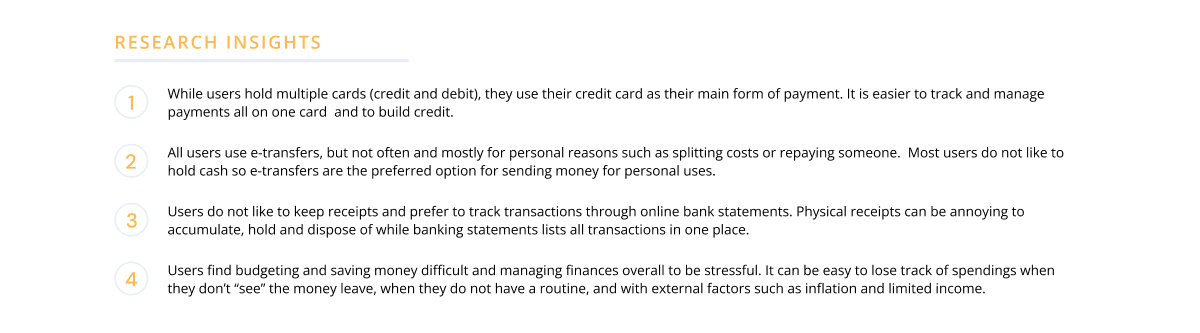 RESEARCH INSIGHTS
1
While users hold multiple cards (credit and debit), they use their credit card as their main form of payment. It is easier to track and manage
payments all on one card  and to build credit.
2
All users use e-transfers, but not often and mostly for personal reasons such as splitting costs or repaying someone.  Most users do not like to
hold cash so e-transfers are the preferred option for sending money for personal uses.
3
Users do not like to keep receipts and prefer to track transactions through online bank statements. Physical receipts can be annoying to
accumulate, hold and dispose of while banking statements lists all transactions in one place.
4
Users find budgeting and saving money difficult and managing finances overall to be stressful. It can be easy to lose track of spendings when
they don’t “see” the money leave, when they do not have a routine, and with external factors such as inflation and limited income.